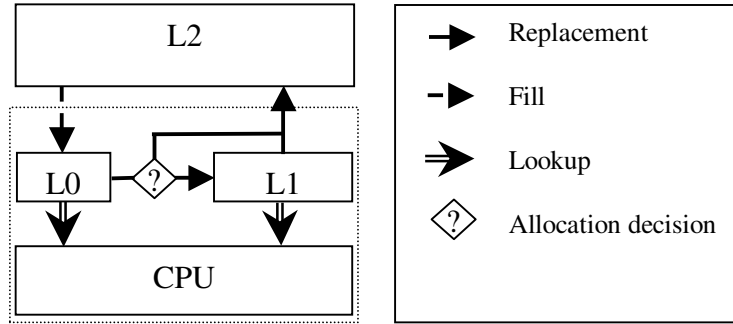 L2
L0
?
L1
CPU
Replacement
Fill
Lookup
?
Allocation decision